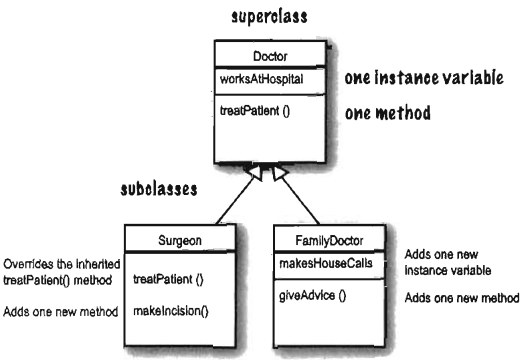 superclass
Doctor
worksAtHospital
one instance variable
treatPatient ()
one method
subclasses
Surgeon
Overrides the inherited
treatPatient() method
treatPatient ()
Adds one new method
makeIncision()
FamilyDoctor
makesHouseCalls
Adds one new
instance variable
giveAdvice ()
Adds one new method